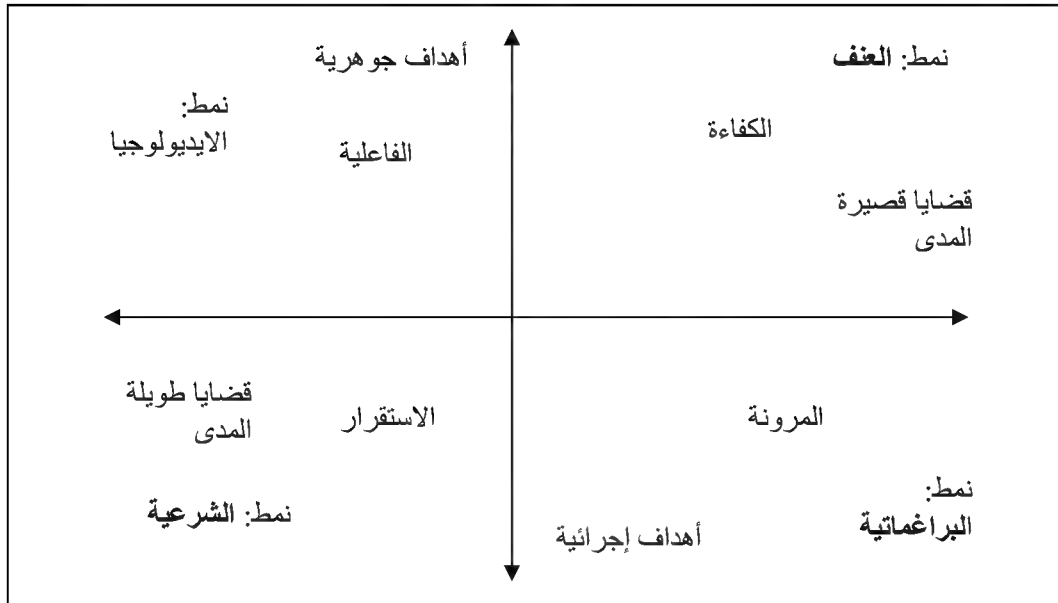 نمط: العنف
أهداف جوهرية
نمط:
الايديولوجيا
الكفاءة
الفاعلية
قضايا قصيرة
المدى
قضايا طويلة
المدى
المرونة
الاستقرار
نمط:
البراغماتية
نمط: الشرعية
أهداف إجرائية